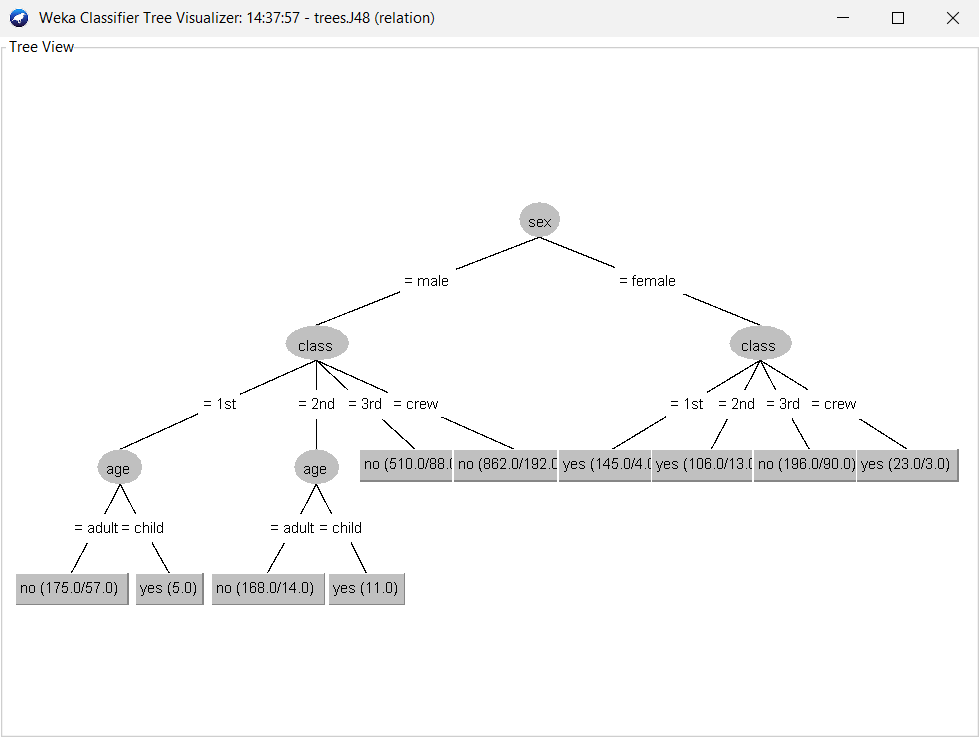 Weka Classifier Tree Visualizer: 14:37:57 - trees.J48 (relation)
Tree View
sex
= male
= female
class
class
= 1st
= 2nd
= 3rd
= crew
= 1st
= 2nd
= 3rd
= crew
age
age
no (510.0/88.
no (862.0/192.
yes (145.0/4.
yes (106.0/13.
no (196.0/90.0)
yes (23.0/3.0)
= adult
= child
= adult
= child
no (175.0/57.0)
yes (5.0)
no (168.0/14.0)
yes (11.0)